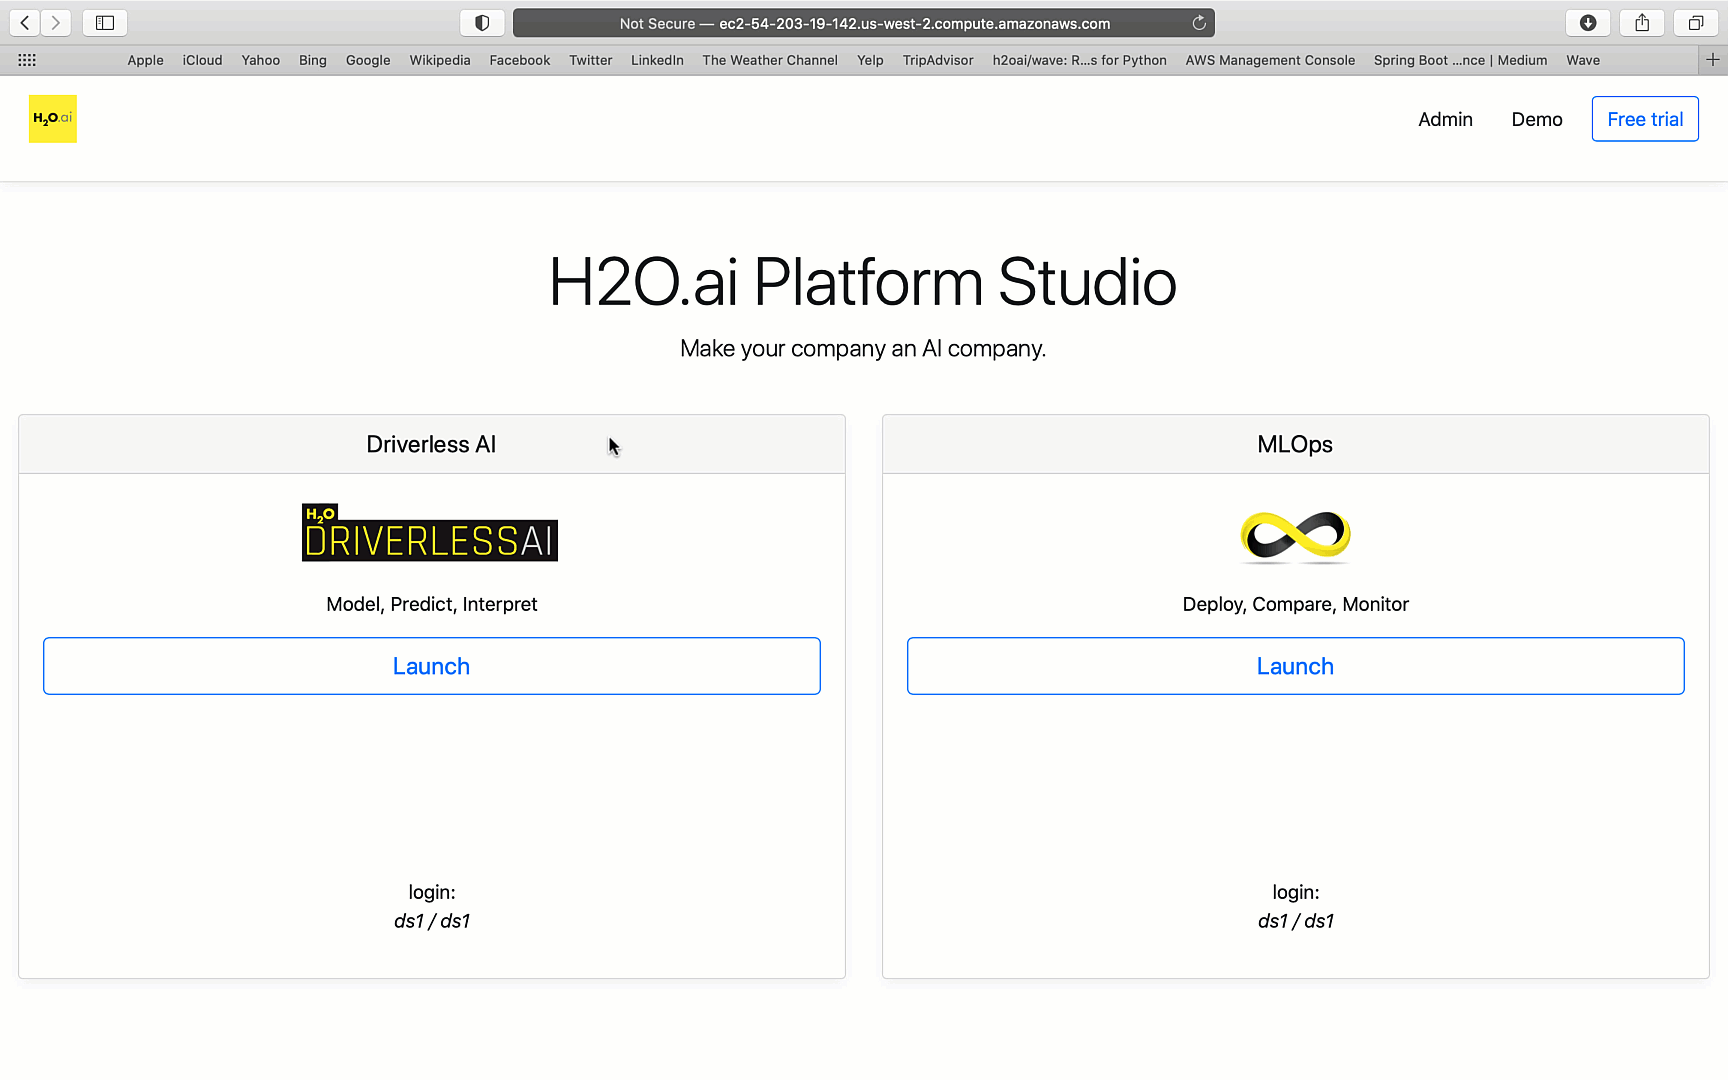 Not Secure — ec2-54-203-19-142.us-west-2.compute.amazonaws.com
Apple iCloud Yahoo Bing Google Wikipedia Facebook Twitter LinkedIn The Weather Channel Yelp TripAdvisor h2oai/wave: R...s for Python AWS Management Console Spring Boot ...nce | Medium Wave
H2O.ai
Admin Demo Free trial
H2O.ai Platform Studio
Make your company an AI company.
Driverless AI
H2O
DRIVERLESSAI
Model, Predict, Interpret
Launch
login:
ds1 / ds1
MLOps
Deploy, Compare, Monitor
Launch
login:
ds1 / ds1